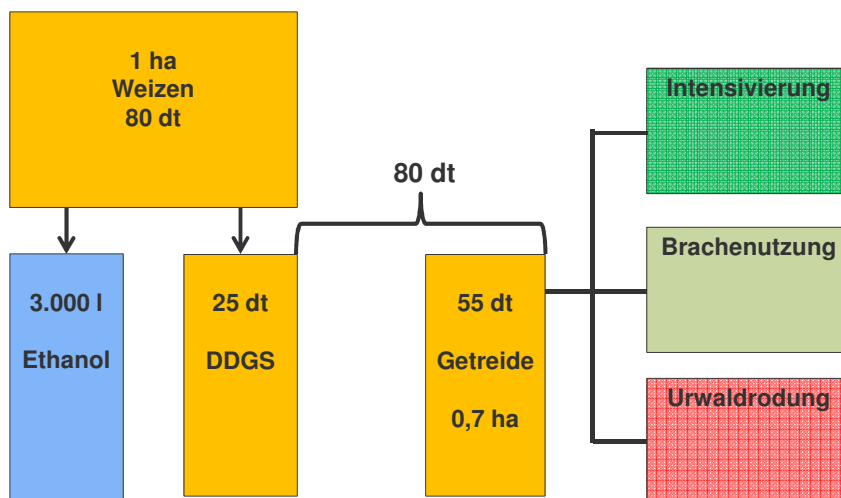 1 ha
Weizen
80 dt
80 dt
3.000 l
Ethanol
25 dt
DDGS
55 dt
Getreide
0,7 ha
Intensivierung
Brachenutzung
Urwaldrodung